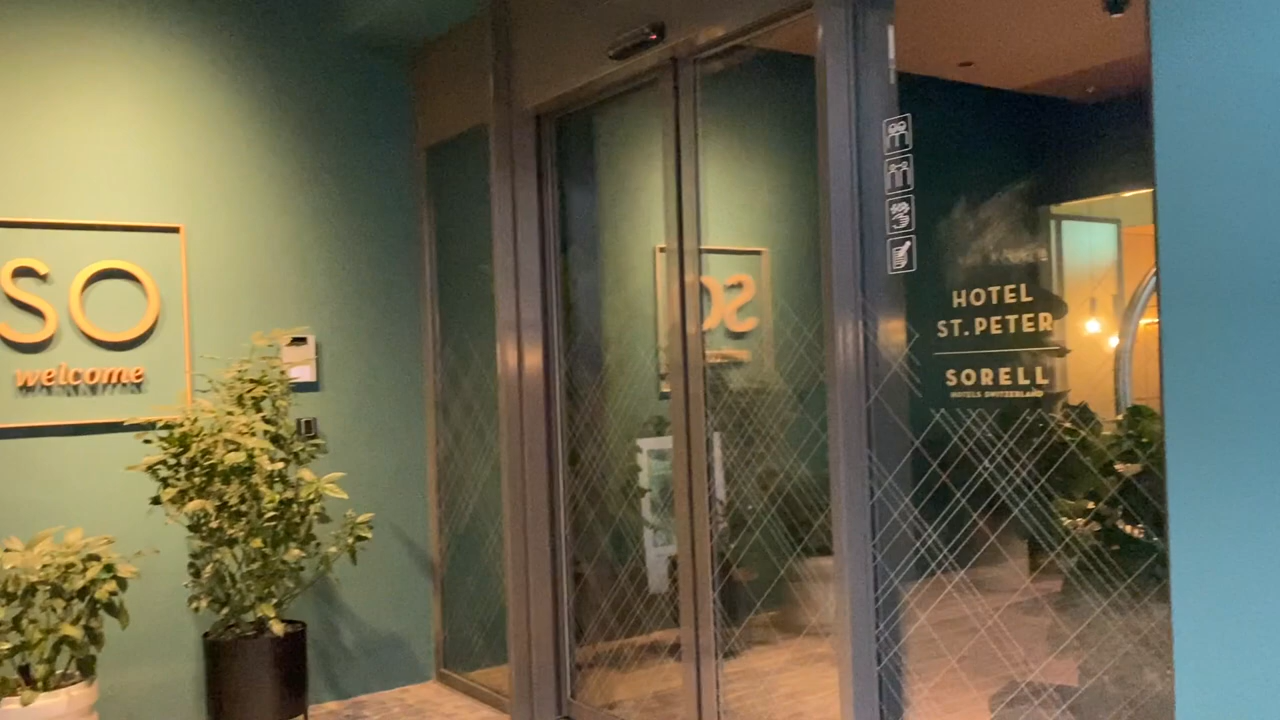 SO
welcome
HOTEL
ST. PETER
SORELL
HOTELS SWITZERLAND